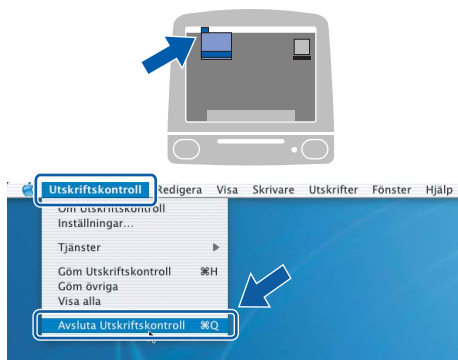 Utskriftskontroll Redigera Visa Skrivare Utskrifter Fönster Hjälp
Om Utskriftskontroll
Inställningar...
Tjänster
Göm Utskriftskontroll ⌘H
Göm övriga
Visa alla
Avsluta Utskriftskontroll ⌘Q